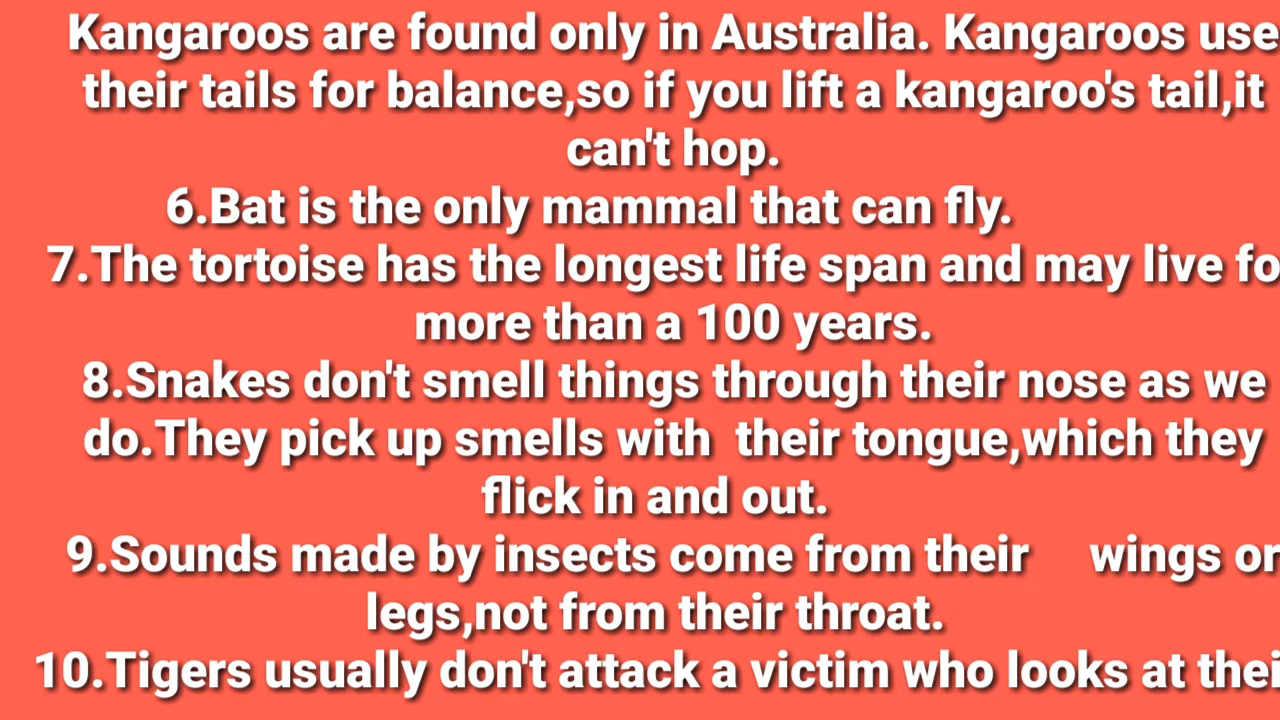 Kangaroos are found only in Australia. Kangaroos use
their tails for balance,so if you lift a kangaroo's tail,it
can't hop.
6.Bat is the only mammal that can fly.
7.The tortoise has the longest life span and may live fo
more than a 100 years.
8.Snakes don't smell things through their nose as we
do.They pick up smells with  their tongue,which they
flick in and out.
9.Sounds made by insects come from their     wings or
legs,not from their throat.
10.Tigers usually don't attack a victim who looks at thei